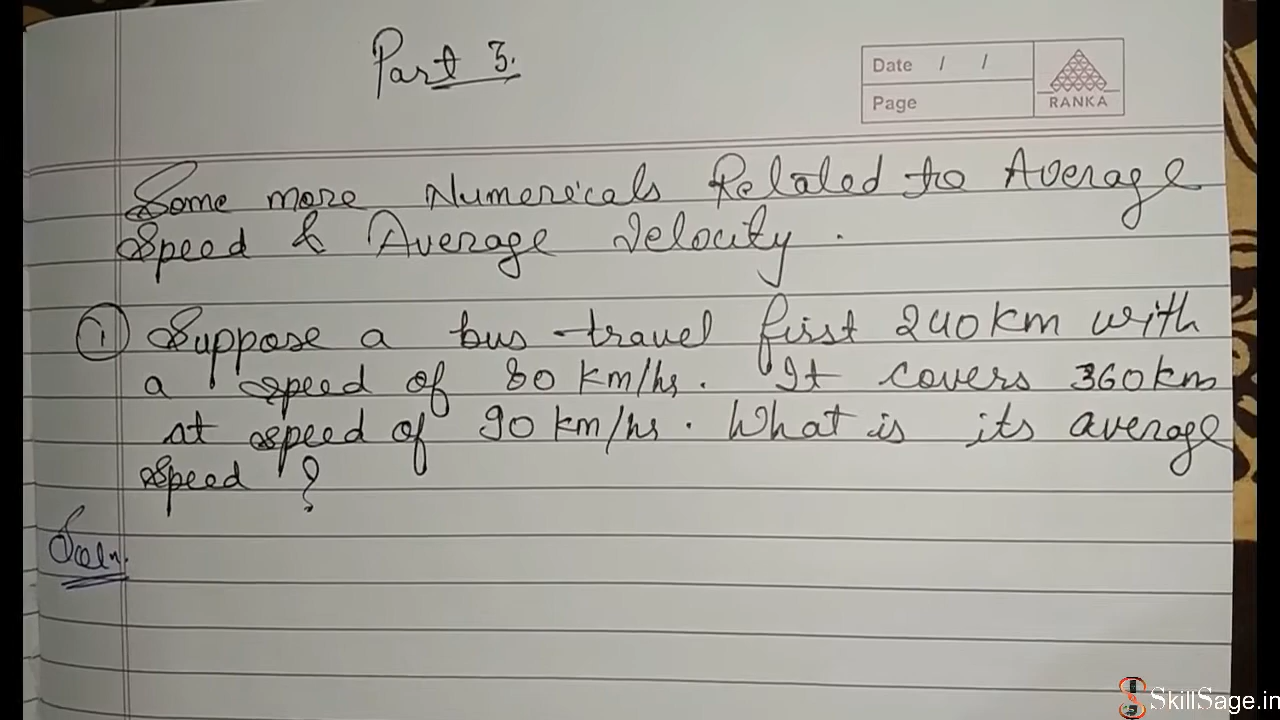 Part 3.
Date / /
Page
RANKA
Some more Numericals Related to Average
Speed & Average Velocity.
① Suppose a bus travel first 240 km with
a speed of 80 km/hr. It covers 360 km
at speed of 90 km/hr. What is its average
speed ?
Soln.
SkillSage.in